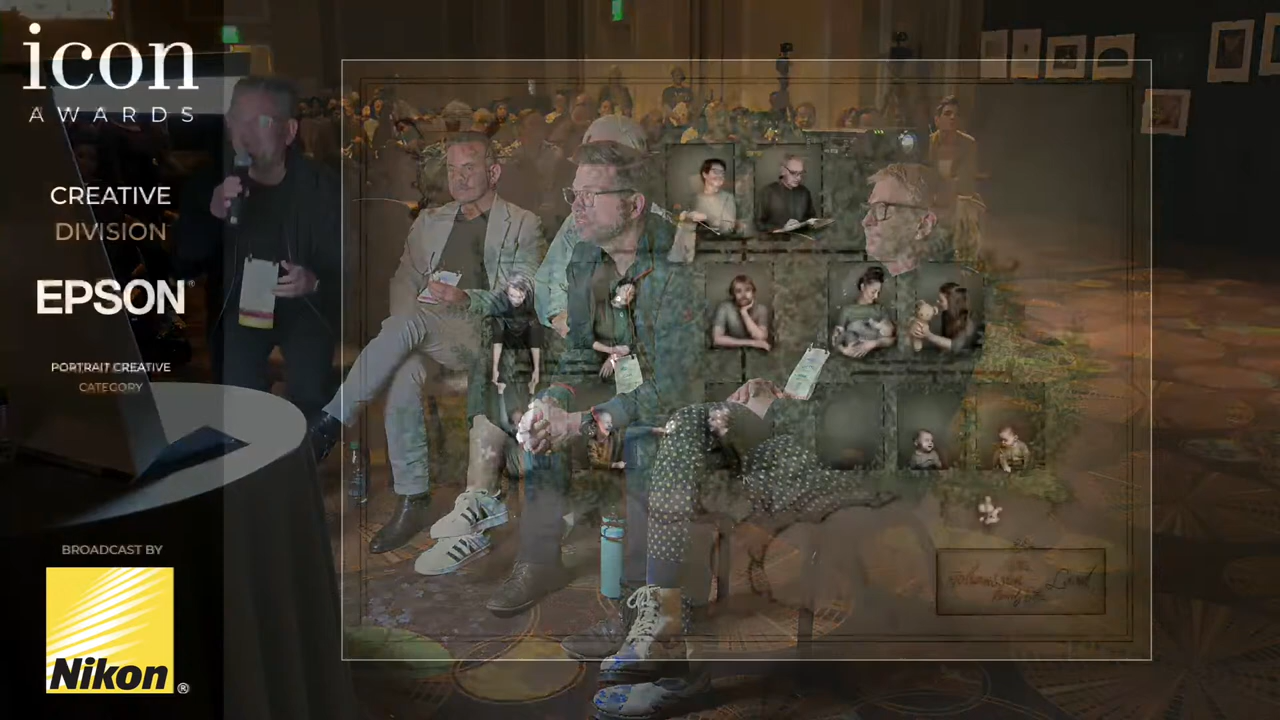 icon
AWARDS
CREATIVE
DIVISION
EPSON®
PORTRAIT CREATIVE
CATEGORY
BROADCAST BY
Nikon®